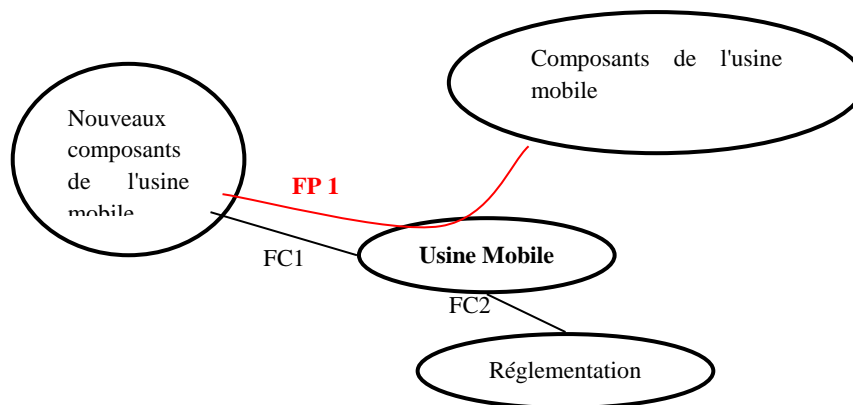 Composants de l'usine
mobile
Nouveaux
composants
de l'usine
mobile
FP 1
FC1
Usine Mobile
FC2
Réglementation